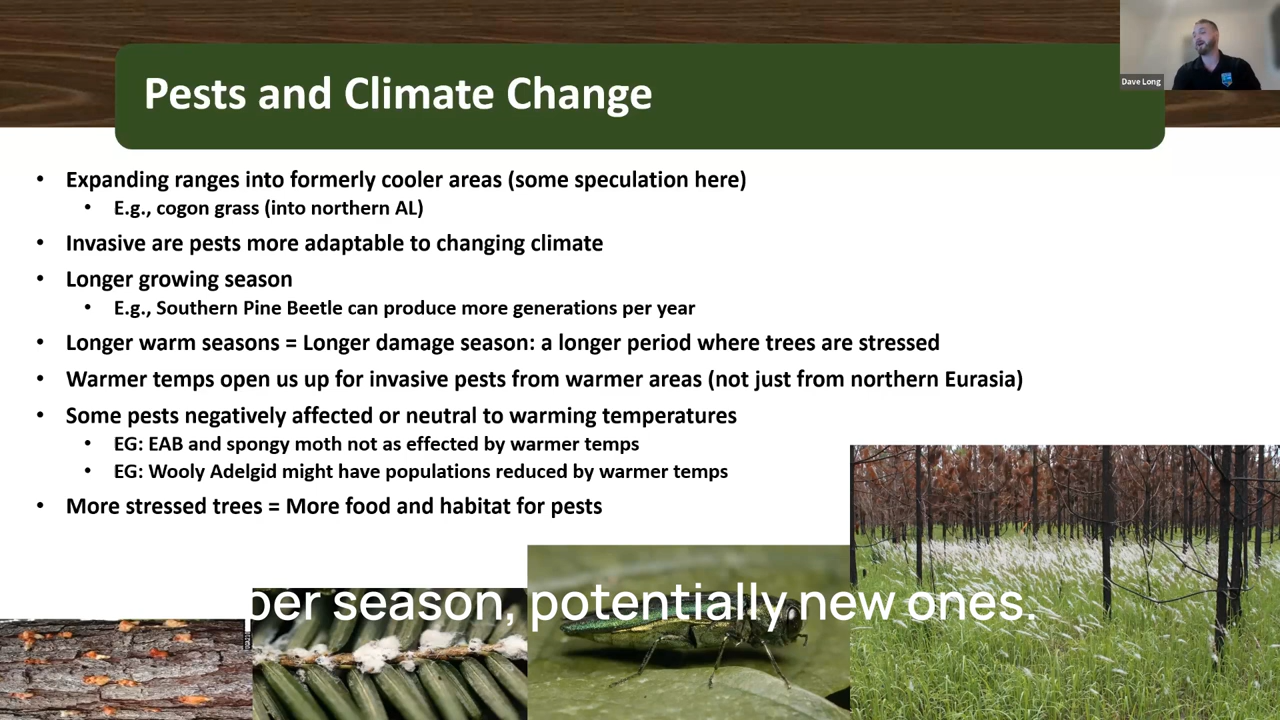 Pests and Climate Change
Dave Long
• Expanding ranges into formerly cooler areas (some speculation here)
• E.g., cogon grass (into northern AL)
• Invasive are pests more adaptable to changing climate
• Longer growing season
• E.g., Southern Pine Beetle can produce more generations per year
• Longer warm seasons = Longer damage season: a longer period where trees are stressed
• Warmer temps open us up for invasive pests from warmer areas (not just from northern Eurasia)
• Some pests negatively affected or neutral to warming temperatures
• EG: EAB and spongy moth not as effected by warmer temps
• EG: Wooly Adelgid might have populations reduced by warmer temps
• More stressed trees = More food and habitat for pests
per season, potentially new ones.